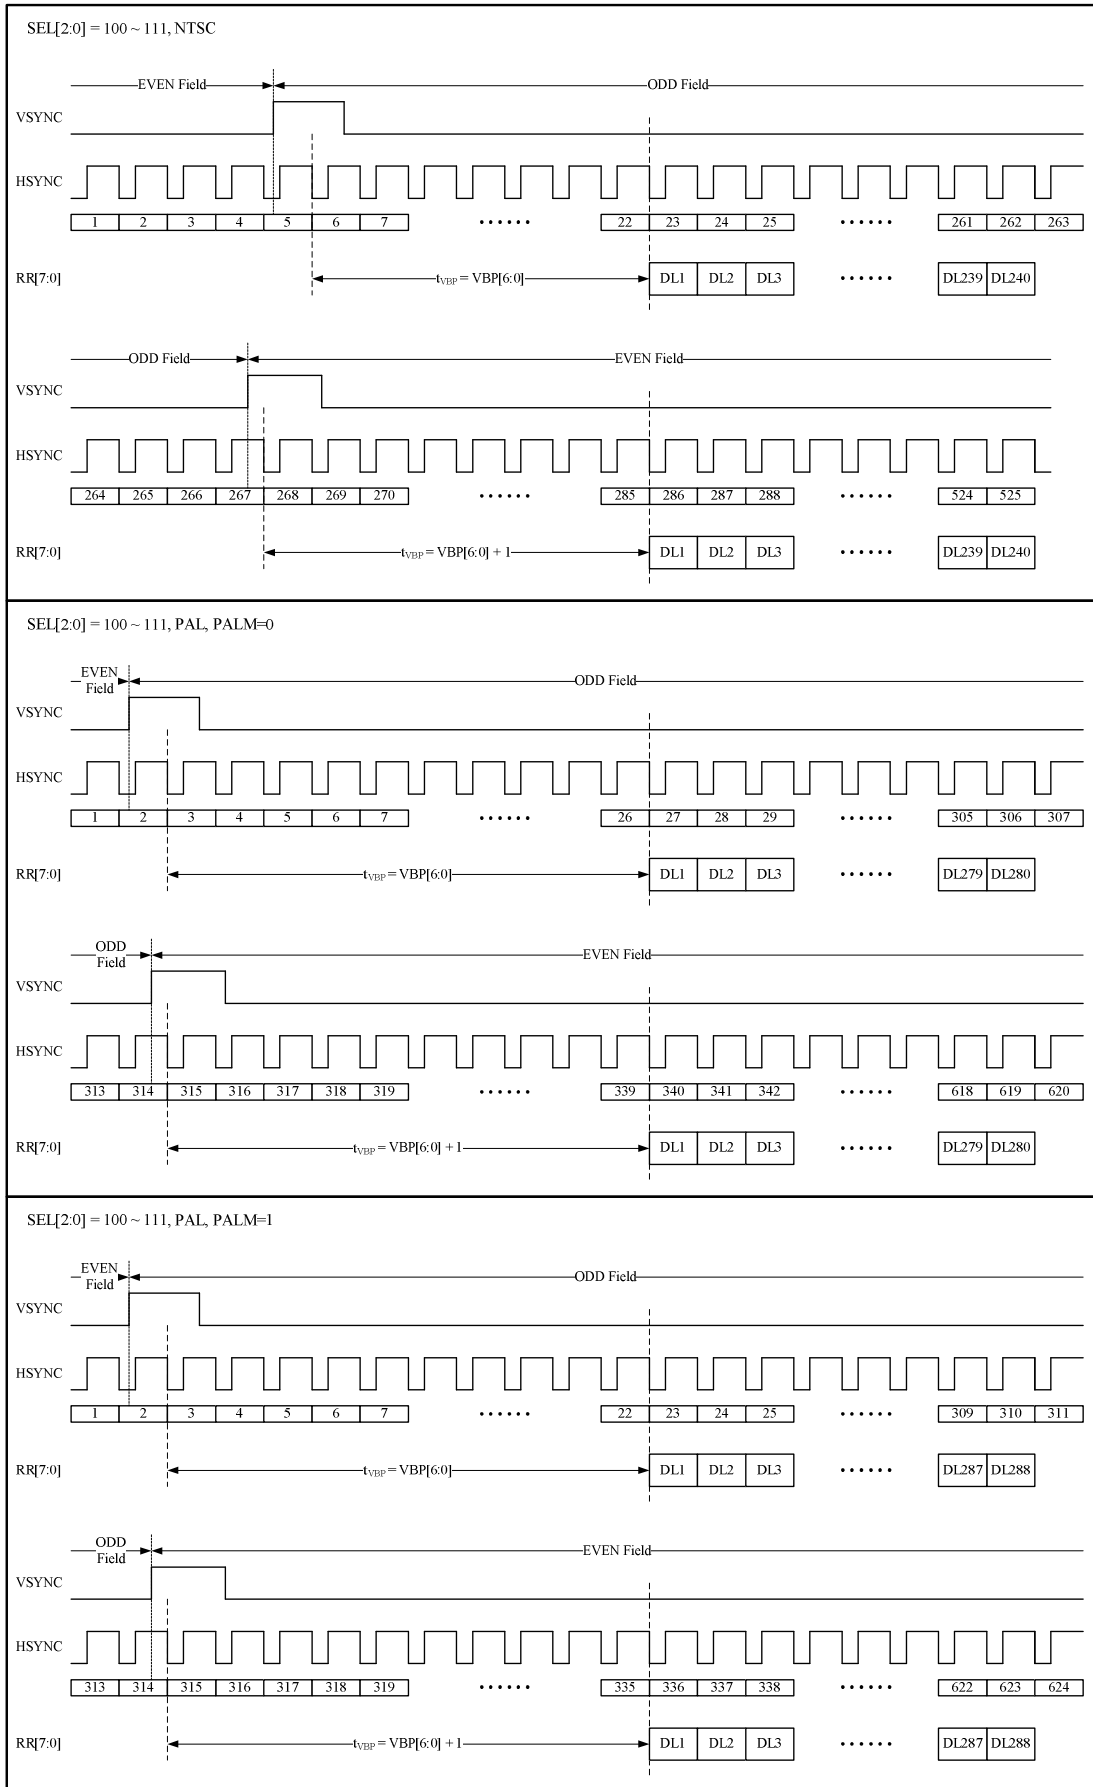 SEL[2:0] = 100 ~ 111, NTSC
EVEN Field ODD Field
VSYNC
HSYNC
1 2 3 4 5 6 7 ...... 22 23 24 25 ...... 261 262 263
RR[7:0] tVBP = VBP[6:0] DL1 DL2 DL3 ...... DL239 DL240
ODD Field EVEN Field
VSYNC
HSYNC
264 265 266 267 268 269 270 ...... 285 286 287 288 ...... 524 525
RR[7:0] tVBP = VBP[6:0] + 1 DL1 DL2 DL3 ...... DL239 DL240
SEL[2:0] = 100 ~ 111, PAL, PALM=0
EVEN Field ODD Field
VSYNC
HSYNC
1 2 3 4 5 6 7 ...... 26 27 28 29 ...... 305 306 307
RR[7:0] tVBP = VBP[6:0] DL1 DL2 DL3 ...... DL279 DL280
ODD Field EVEN Field
VSYNC
HSYNC
313 314 315 316 317 318 319 ...... 339 340 341 342 ...... 618 619 620
RR[7:0] tVBP = VBP[6:0] + 1 DL1 DL2 DL3 ...... DL279 DL280
SEL[2:0] = 100 ~ 111, PAL, PALM=1
EVEN Field ODD Field
VSYNC
HSYNC
1 2 3 4 5 6 7 ...... 22 23 24 25 ...... 309 310 311
RR[7:0] tVBP = VBP[6:0] DL1 DL2 DL3 ...... DL287 DL288
ODD Field EVEN Field
VSYNC
HSYNC
313 314 315 316 317 318 319 ...... 335 336 337 338 ...... 622 623 624
RR[7:0] tVBP = VBP[6:0] + 1 DL1 DL2 DL3 ...... DL287 DL288